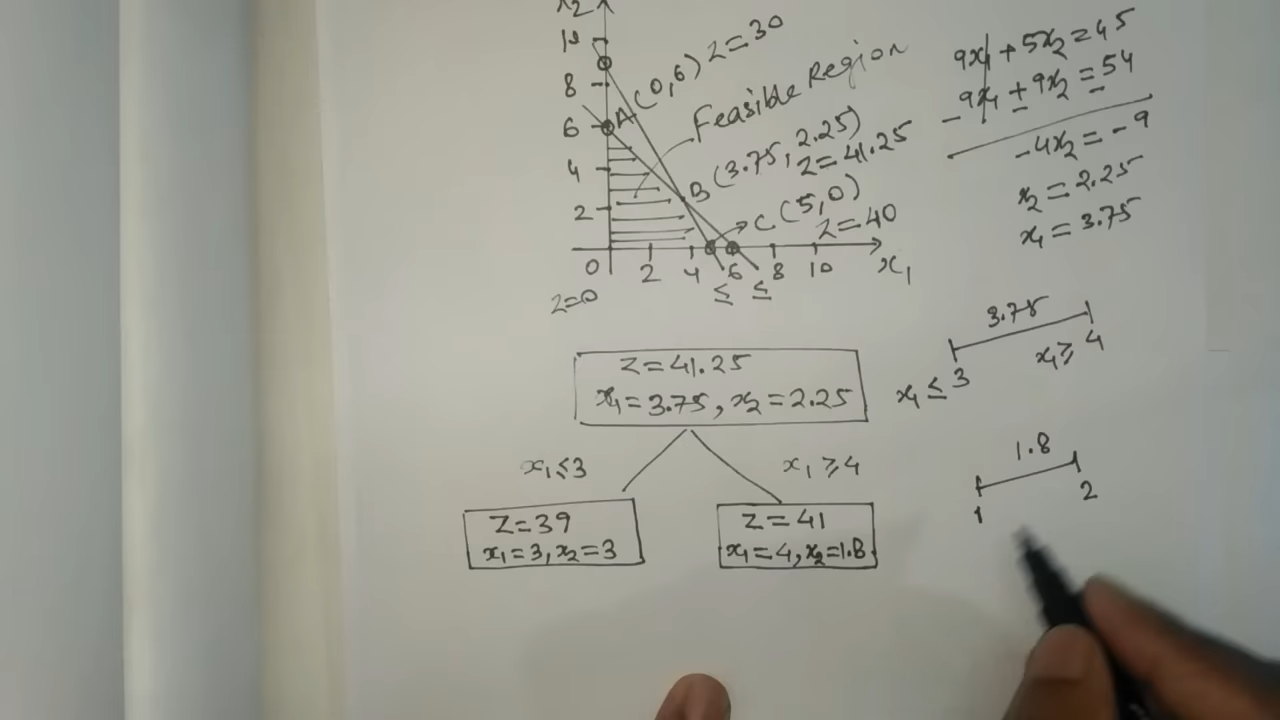 x₂
10
8
6
4
2
0
2 4 6 8 10 x₁
Z=0
≤ ≤
A (0,6) Z=30
Feasible Region
B (3.75, 2.25)
Z=41.25
C (5,0)
Z=40
9x₁ + 5x₂ = 45
-9x₁ ± 9x₂ = 54
-4x₂ = -9
x₂ = 2.25
x₁ = 3.75
3.75
x₁ ≤ 3
x₁ ≥ 4
Z=41.25
x₁=3.75, x₂=2.25
x₁≤3
x₁ ≥4
1.8
1 2
Z=39
x₁=3, x₂=3
Z=41
x₁=4, x₂=1.8